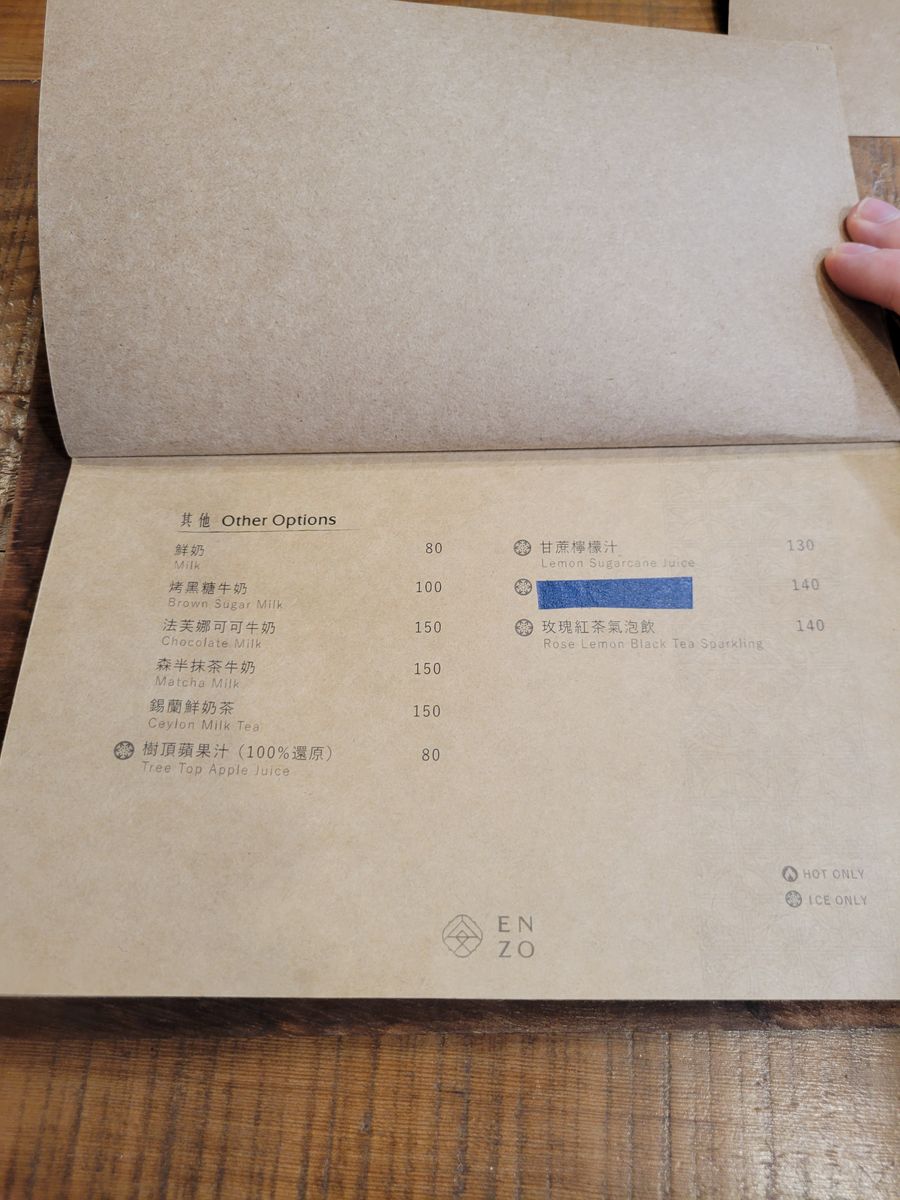 其他 Other Options
鮮奶 80
Milk
烤黑糖牛奶 100
Brown Sugar Milk
法芙娜可可牛奶 150
Chocolate Milk
森半抹茶牛奶 150
Matcha Milk
錫蘭鮮奶茶 150
Ceylon Milk Tea
樹頂蘋果汁 (100%還原) 80
Tree Top Apple Juice
甘蔗檸檬汁 130
Lemon Sugarcane Juice
140
玫瑰紅茶氣泡飲 140
Rose Lemon Black Tea Sparkling
HOT ONLY
ICE ONLY
EN
ZO